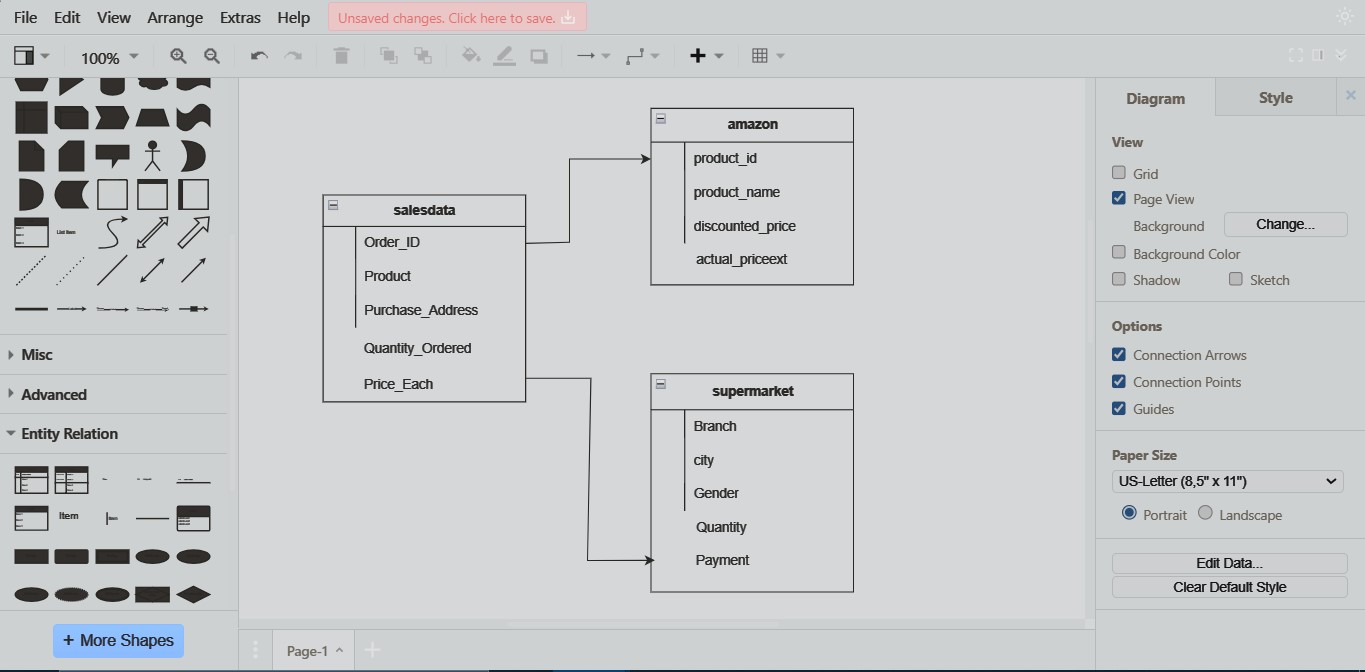 File Edit View Arrange Extras Help Unsaved changes. Click here to save.
100%
List Item
Misc
Advanced
Entity Relation
Item
+ More Shapes
amazon
product_id
product_name
discounted_price
actual_priceext
salesdata
Order_ID
Product
Purchase_Address
Quantity_Ordered
Price_Each
supermarket
Branch
city
Gender
Quantity
Payment
Page-1
Diagram Style
View
Grid
Page View
Background Change...
Background Color
Shadow Sketch
Options
Connection Arrows
Connection Points
Guides
Paper Size
US-Letter (8,5" x 11")
Portrait Landscape
Edit Data...
Clear Default Style